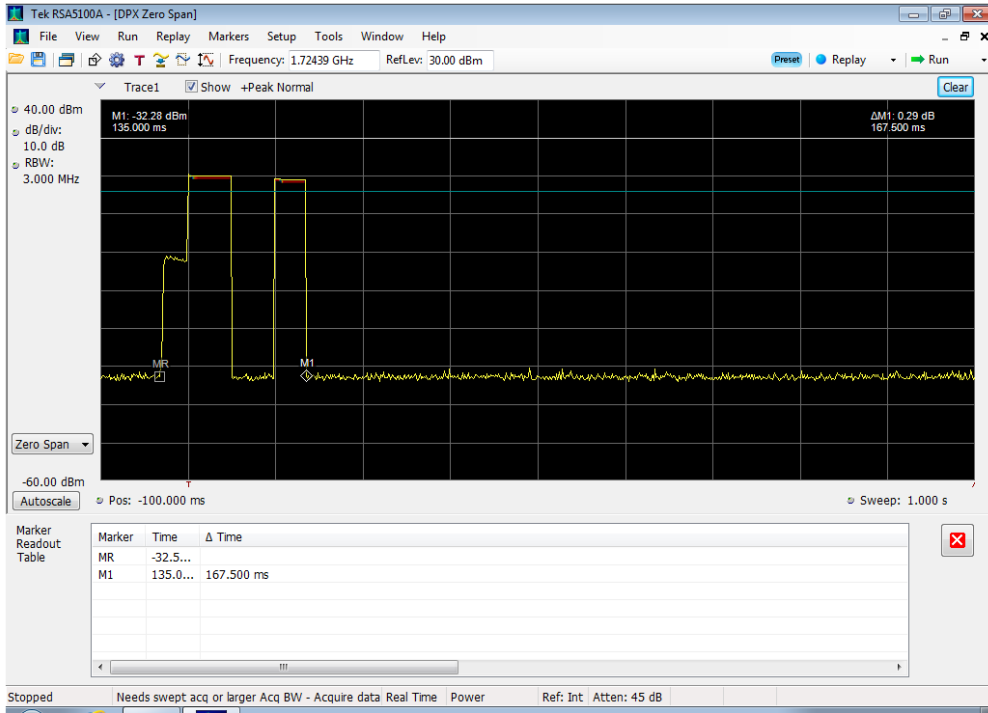 Tek RSA5100A - [DPX Zero Span]
File View Run Replay Markers Setup Tools Window Help
T Frequency: 1.72439 GHz RefLev: 30.00 dBm Preset Replay Run
Trace1 Show +Peak Normal Clear
40.00 dBm
dB/div:
10.0 dB
RBW:
3.000 MHz
M1: -32.28 dBm
135.000 ms
ΔM1: 0.29 dB
167.500 ms
MR
M1
Zero Span
-60.00 dBm
T
Autoscale Pos: -100.000 ms Sweep: 1.000 s
Marker
Readout
Table
Marker Time Δ Time
MR -32.5...
M1 135.0... 167.500 ms
Stopped Needs swept acq or larger Acq BW - Acquire data Real Time Power Ref: Int Atten: 45 dB